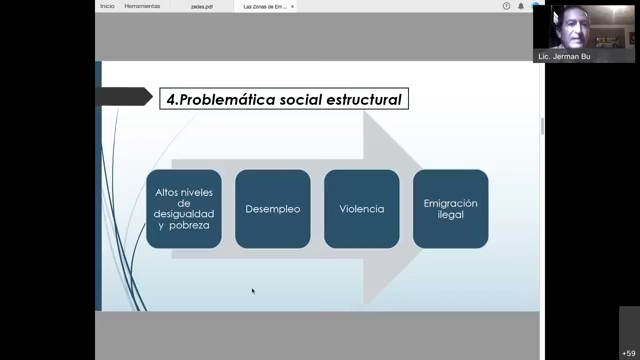 Inicio
Herramientas
zedes.pdf
Las Zonas de Em...
Lic. Jerman Bu
4.Problemática social estructural
Altos niveles
de
desigualdad
y pobreza
Desempleo
Violencia
Emigración
ilegal
+59